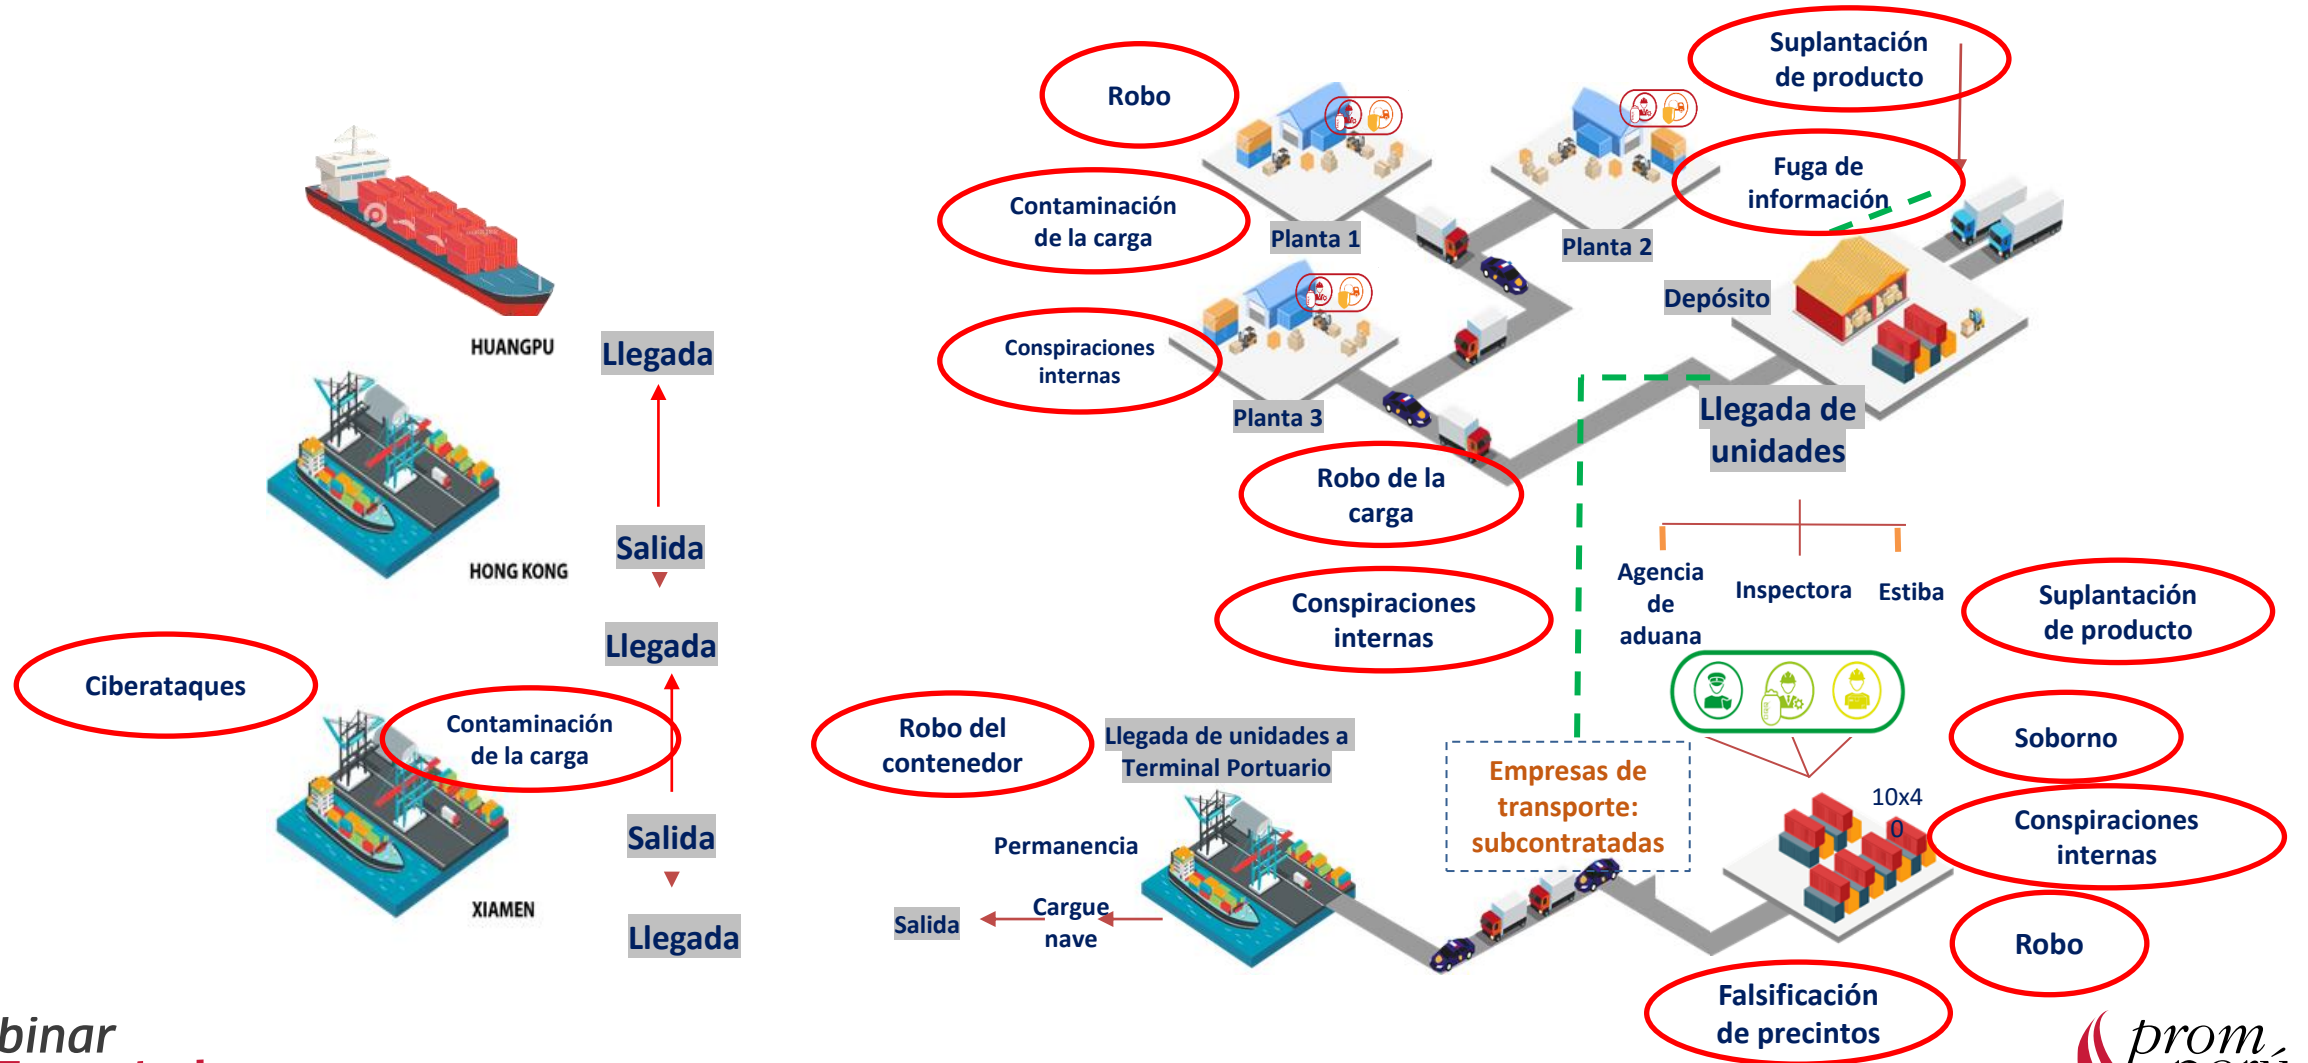 Suplantación
de producto
Robo
Fuga de
información
Contaminación
de la carga
Planta 1
Planta 2
Depósito
HUANGPU
Llegada
Conspiraciones
internas
Planta 3
Llegada de
unidades
Robo de la
carga
Salida
HONG KONG
Agencia
de
aduana
Inspectora
Estiba
Suplantación
de producto
Conspiraciones
internas
Llegada
Ciberataques
Contaminación
de la carga
Robo del
contenedor
Llegada de unidades a
Terminal Portuario
Soborno
Empresas de
transporte:
subcontratadas
10x4
0
Conspiraciones
internas
Salida
Permanencia
XIAMEN
Llegada
Salida
Cargue
nave
Robo
Falsificación
de precintos
binar
prom